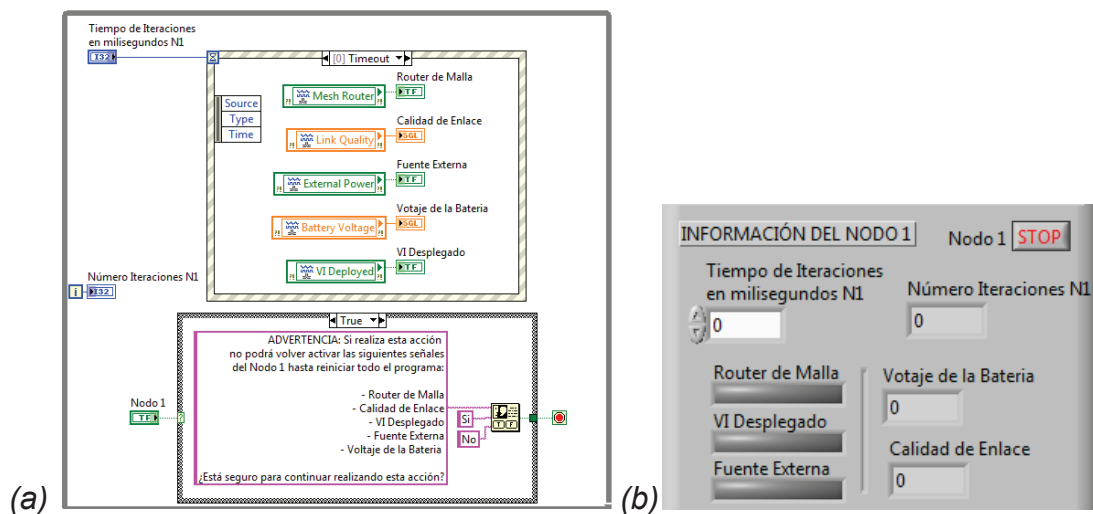 Tiempo de Iteraciones
en milisegundos N1
I32
[0] Timeout
Source
Type
Time
Mesh Router
Router de Malla
TF
Link Quality
Calidad de Enlace
SGL
External Power
Fuente Externa
TF
Battery Voltage
Votaje de la Bateria
SGL
VI Deployed
VI Desplegado
TF
Número Iteraciones N1
i
I32
True
ADVERTENCIA: Si realiza esta acción
no podrá volver activar las siguientes señales
del Nodo 1 hasta reiniciar todo el programa:
- Router de Malla
- Calidad de Enlace
- VI Desplegado
- Fuente Externa
- Voltaje de la Bateria
¿Está seguro para continuar realizando esta acción?
Si
No
T F
Nodo 1
TF
?
(a)
INFORMACIÓN DEL NODO 1
Nodo 1 STOP
Tiempo de Iteraciones
en milisegundos N1
0
Número Iteraciones N1
0
Router de Malla
VI Desplegado
Fuente Externa
Votaje de la Bateria
0
Calidad de Enlace
0
(b)